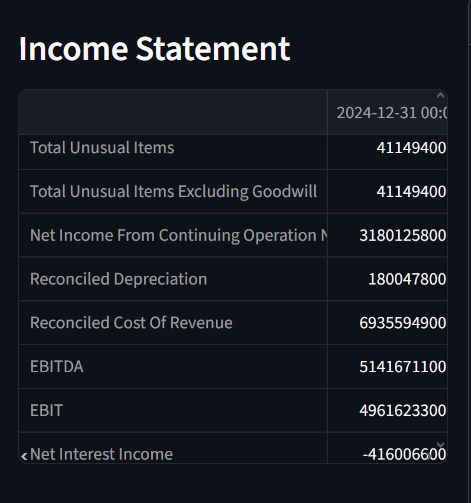 Income Statement
2024-12-31 00:0
Total Unusual Items 41149400
Total Unusual Items Excluding Goodwill 41149400
Net Income From Continuing Operation N 3180125800
Reconciled Depreciation 180047800
Reconciled Cost Of Revenue 6935594900
EBITDA 5141671100
EBIT 4961623300
Net Interest Income -416006600